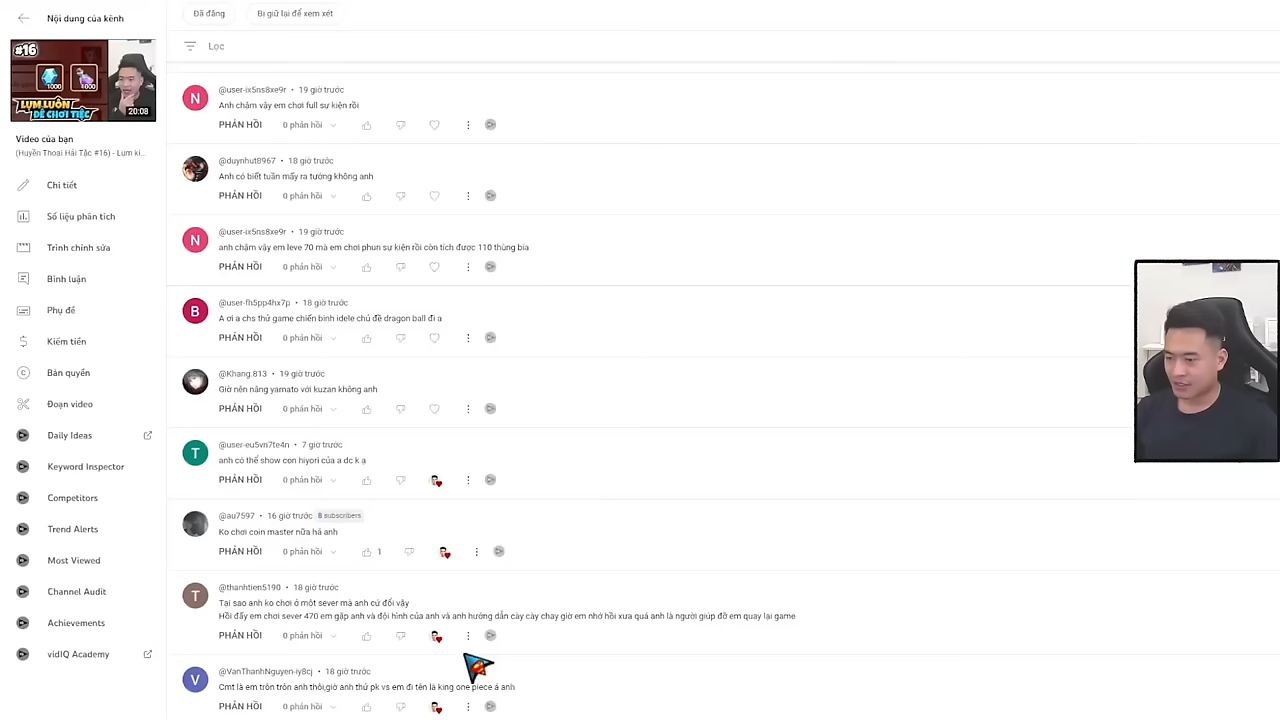 Nội dung của kênh
#16
1000
1000
LỤM LUÔN
ĐỂ CHƠI TIỆC
20:08
Video của bạn
(Huyền Thoại Hải Tặc #16) - Lụm ki...
Chi tiết
Số liệu phân tích
Trình chỉnh sửa
Bình luận
Phụ đề
Kiếm tiền
Bản quyền
Đoạn video
Daily Ideas
Keyword Inspector
Competitors
Trend Alerts
Most Viewed
Channel Audit
Achievements
vidIQ Academy
Đã đăng
Bị giữ lại để xem xét
Lọc
N
@user-ix5ns8xe9r • 19 giờ trước
Anh chậm vậy em chơi full sự kiện rồi
PHẢN HỒI 0 phản hồi
@duynhut8967 • 18 giờ trước
Anh có biết tuần mấy ra tướng không anh
PHẢN HỒI 0 phản hồi
N
@user-ix5ns8xe9r • 19 giờ trước
anh chậm vậy em leve 70 mà em chơi phun sự kiện rồi còn tích được 110 thùng bia
PHẢN HỒI 0 phản hồi
B
@user-fh5pp4hx7p • 18 giờ trước
A ơi a chs thử game chiến binh idele chủ đề dragon ball đi a
PHẢN HỒI 0 phản hồi
@Khang.813 • 19 giờ trước
Giờ nên nâng yamato với kuzan không anh
PHẢN HỒI 0 phản hồi
T
@user-eu5vn7te4n • 7 giờ trước
anh có thể show con hiyori của a dc k ạ
PHẢN HỒI 0 phản hồi
@au7597 • 16 giờ trước 8 subscribers
Ko chơi coin master nữa hả anh
PHẢN HỒI 0 phản hồi 1
T
@thanhtien5190 • 18 giờ trước
Tại sao anh ko chơi ở một sever mà anh cứ đổi vậy
Hồi đấy em chơi sever 470 em gặp anh và đội hình của anh và anh hướng dẫn cày cày chay giờ em nhớ hồi xưa quá anh là người giúp đỡ em quay lại game
PHẢN HỒI 0 phản hồi
V
@VanThanhNguyen-iy8cj • 18 giờ trước
Cmt là em trôn trôn anh thôi,giờ anh thử pk vs em đi tên là king one piece á anh
PHẢN HỒI 0 phản hồi